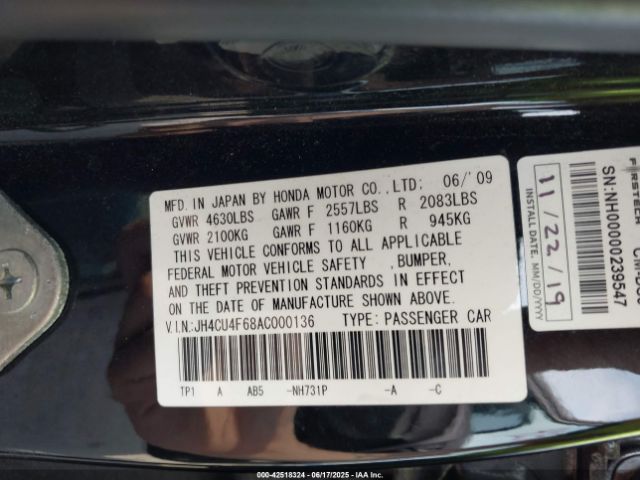 MFD. IN JAPAN BY HONDA MOTOR CO., LTD: 06/'09
GVWR 4630LBS GAWR F 2557LBS R 2083LBS
GVWR 2100KG GAWR F 1160KG R 945KG
THIS VEHICLE CONFORMS TO ALL APPLICABLE
FEDERAL MOTOR VEHICLE SAFETY ,BUMPER,
AND THEFT PREVENTION STANDARDS IN EFFECT
ON THE DATE OF MANUFACTURE SHOWN ABOVE.
V.I.N:JH4CU4F68AC000136 TYPE: PASSENGER CAR
TP1 A AB5 -NH731P -A -C
11/22/19
INSTALL DATE, MM/DD/YYYY
SN:NH00000239547
00-42518324 - 06/17/2025 - IAA Corp.